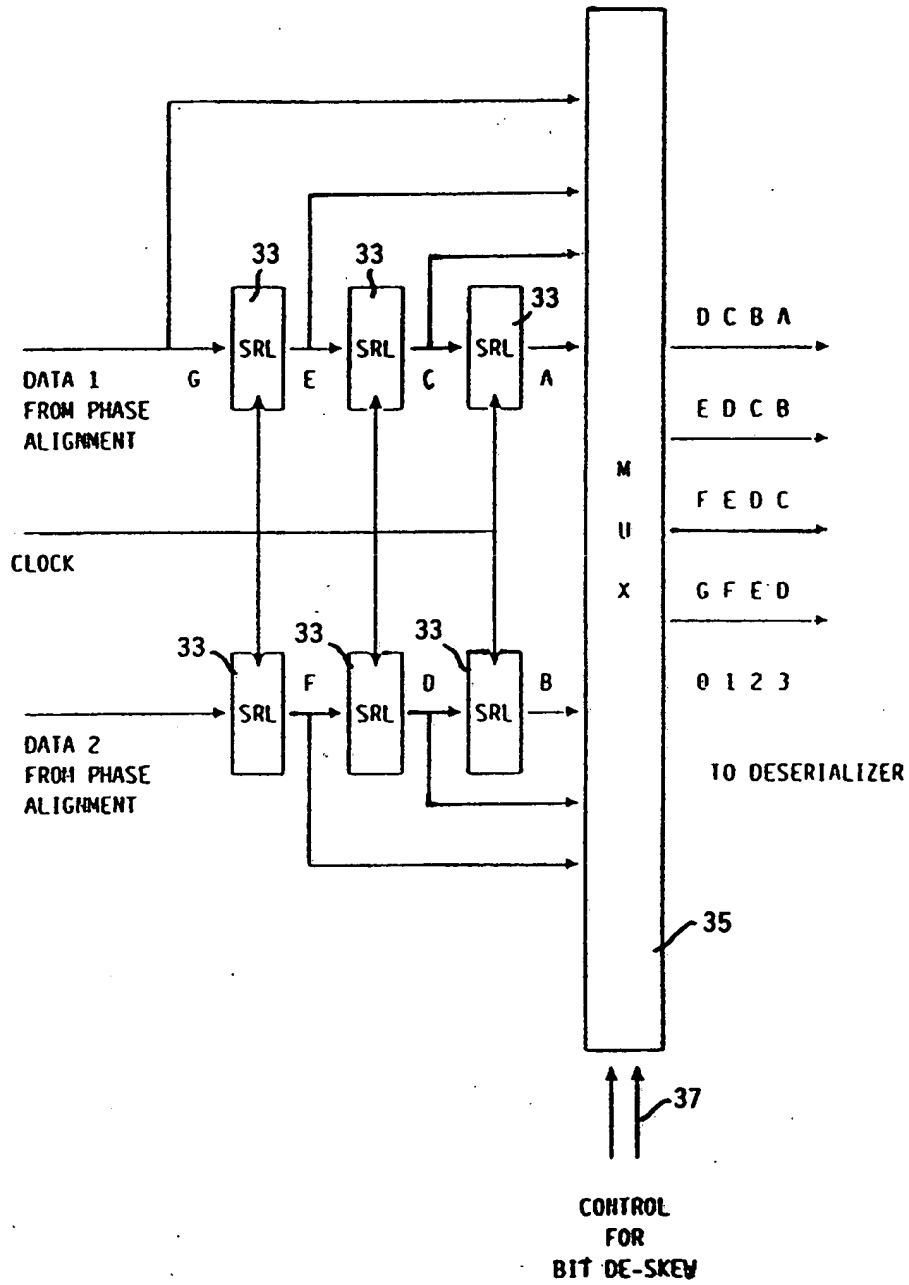 33
33
33
SRL
SRL
SRL
D C B A
DATA 1
FROM PHASE
ALIGNMENT
G
E
C
A
E D C B
M
U
X
F E D C
CLOCK
G F E D
33
33
33
F
D
B
0 1 2 3
SRL
SRL
SRL
DATA 2
FROM PHASE
ALIGNMENT
TO DESERIALIZER
35
37
CONTROL
FOR
BIT DE-SKEW